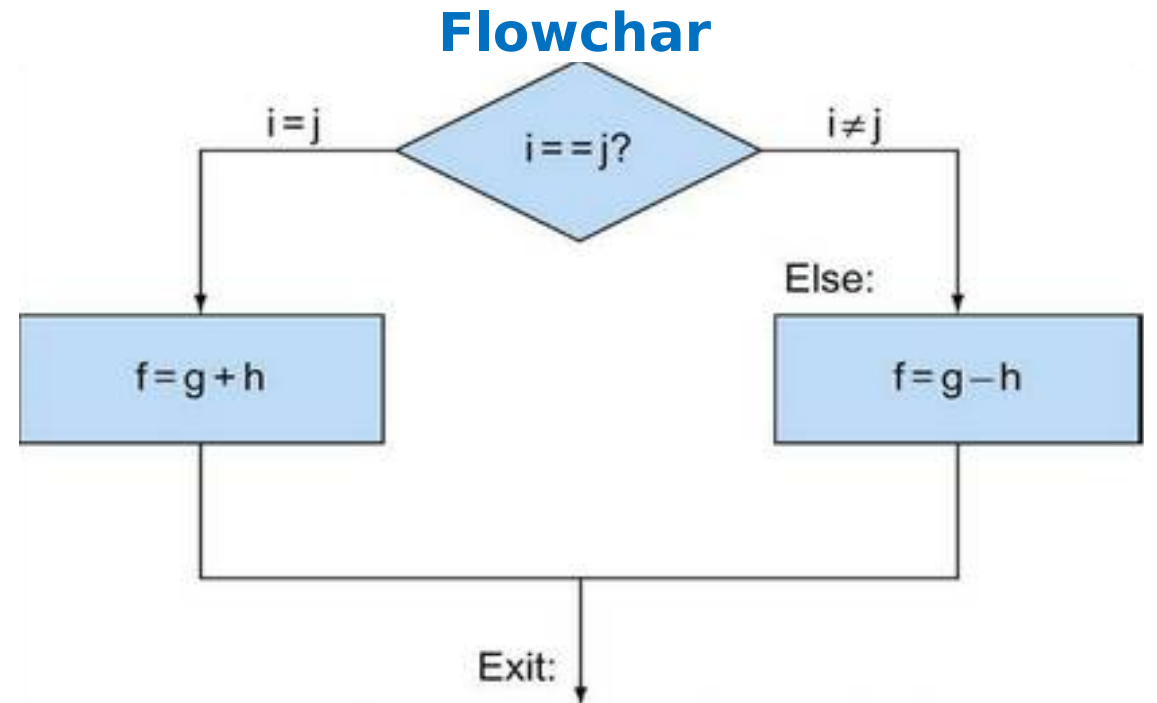 Flowchar
i=j
i==j?
i≠j
Else:
f=g+h
f=g−h
Exit: